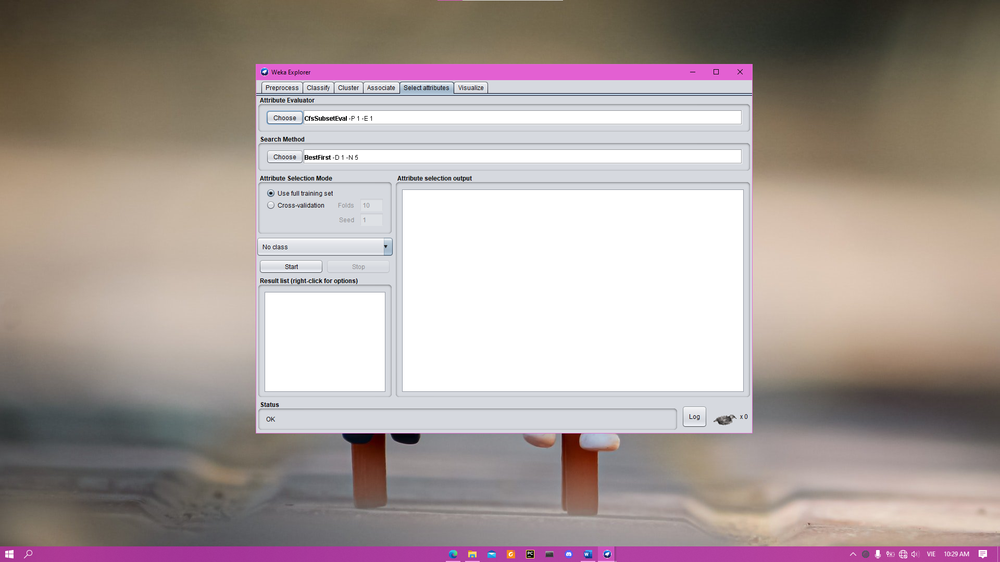 Weka Explorer
Preprocess Classify Cluster Associate Select attributes Visualize
Attribute Evaluator
Choose CfsSubsetEval -P 1 -E 1
Search Method
Choose BestFirst -D 1 -N 5
Attribute Selection Mode
Use full training set
Cross-validation Folds 10
Seed 1
No class
Start Stop
Result list (right-click for options)
Attribute selection output
Status
OK
Log x 0
PC
W
VIE 10:29 AM